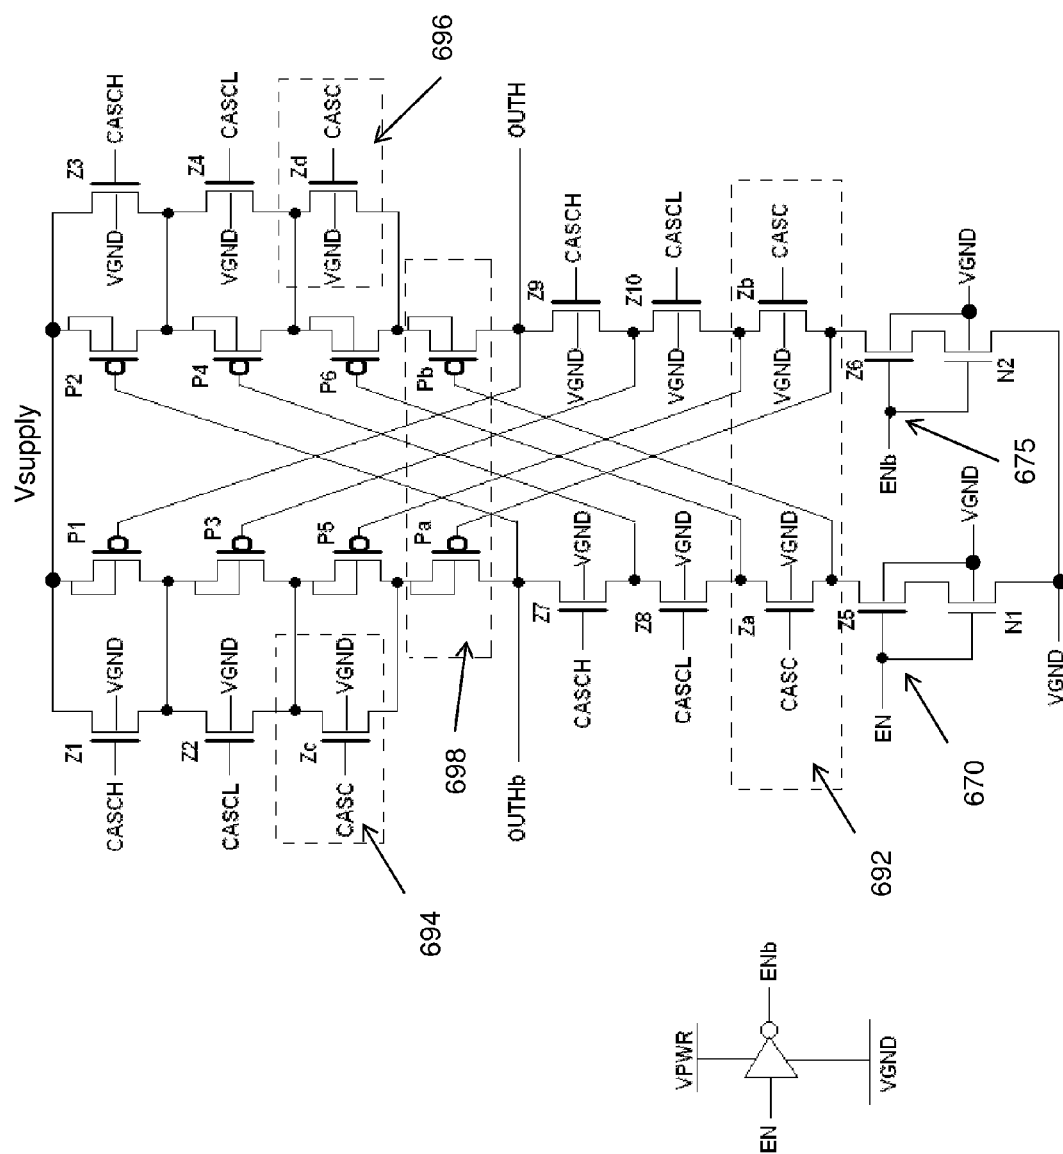 Vsupply
696
Z3
CASCH
VGND
P2
P1
VGND
Z1
CASCH
Z4
CASCL
VGND
P4
P3
VGND
Z2
CASCL
Zd
CASC
VGND
P6
P5
VGND
Zc
CASC
694
Pb
Pa
698
OUTH
OUTHb
Z9
CASCH
VGND
VGND
Z7
CASCH
Z10
CASCL
VGND
VGND
Z8
CASCL
Zb
CASC
VGND
VGND
Za
CASC
692
Z6
VGND
ENb
N2
675
Z5
VGND
EN
N1
670
VGND
VPWR
EN
ENb
VGND